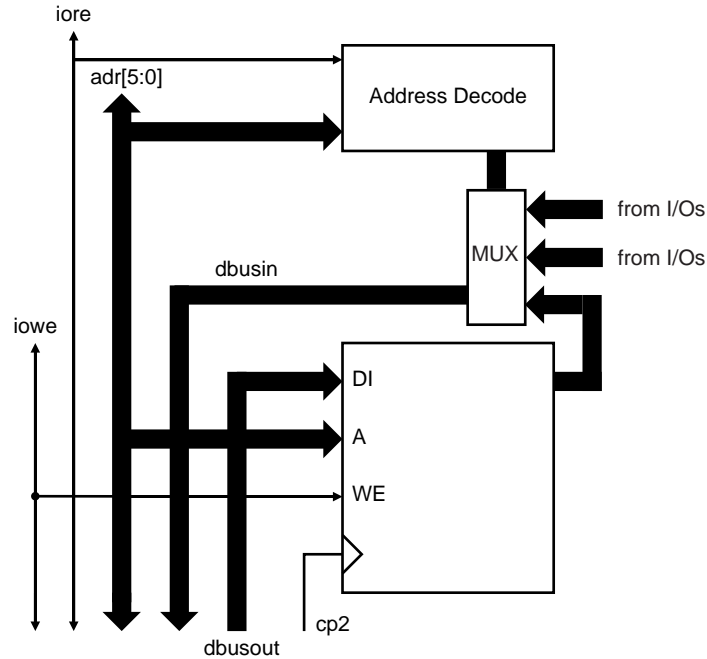 iore
adr[5:0]
Address Decode
from I/Os
MUX
from I/Os
dbusin
iowe
DI
A
WE
cp2
dbusout